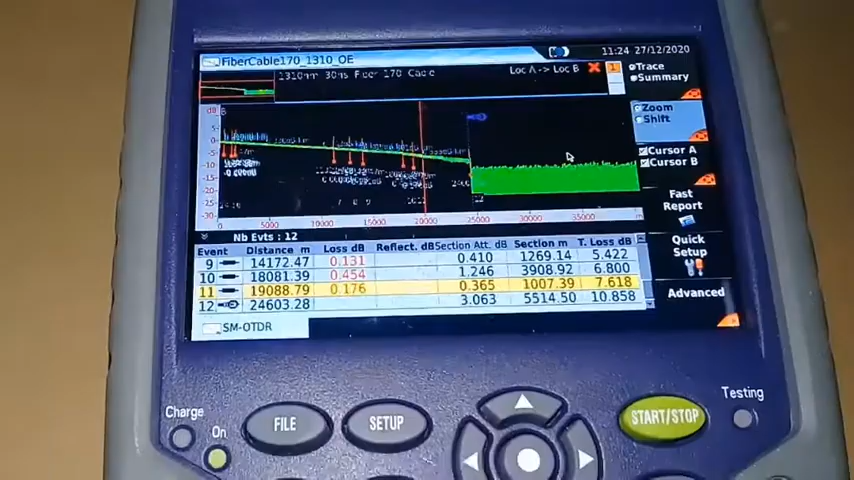 FiberCable170_1310_OE
11:24 27/12/2020
1310nm 30ns Fiber 170 Cable
Loc A -> Loc B
1
Trace
Summary
Zoom
Shift
Cursor A
Cursor B
Fast
Report
Quick
Setup
Advanced
dB
5
0
-5
-10
-15
-20
-25
-30
0 5000 10000 15000 20000 25000 30000 35000 m
Nb Evts : 12
Event Distance m Loss dB Reflect. dB Section Att. dB Section m T. Loss dB
9 14172.47 0.131 0.410 1269.14 5.422
10 18081.39 0.454 1.246 3908.92 6.800
11 19088.79 0.176 0.365 1007.39 7.618
12 24603.28 3.063 5514.50 10.858
SM-OTDR
Charge
On
FILE
SETUP
START/STOP
Testing